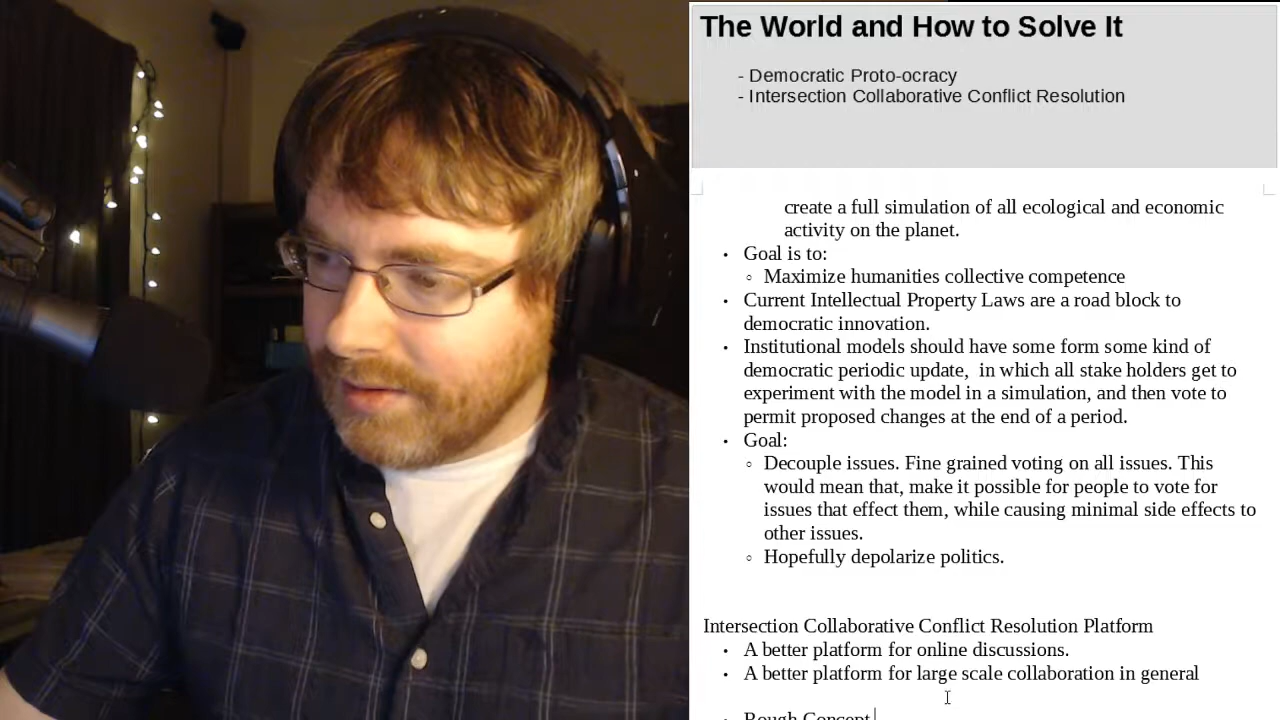 The World and How to Solve It
- Democratic Proto-ocracy
- Intersection Collaborative Conflict Resolution
create a full simulation of all ecological and economic
activity on the planet.
• Goal is to:
◦ Maximize humanities collective competence
• Current Intellectual Property Laws are a road block to
democratic innovation.
• Institutional models should have some form some kind of
democratic periodic update,  in which all stake holders get to
experiment with the model in a simulation, and then vote to
permit proposed changes at the end of a period.
• Goal:
◦ Decouple issues. Fine grained voting on all issues. This
would mean that, make it possible for people to vote for
issues that effect them, while causing minimal side effects to
other issues.
◦ Hopefully depolarize politics.
Intersection Collaborative Conflict Resolution Platform
• A better platform for online discussions.
• A better platform for large scale collaboration in general
• Rough Concept